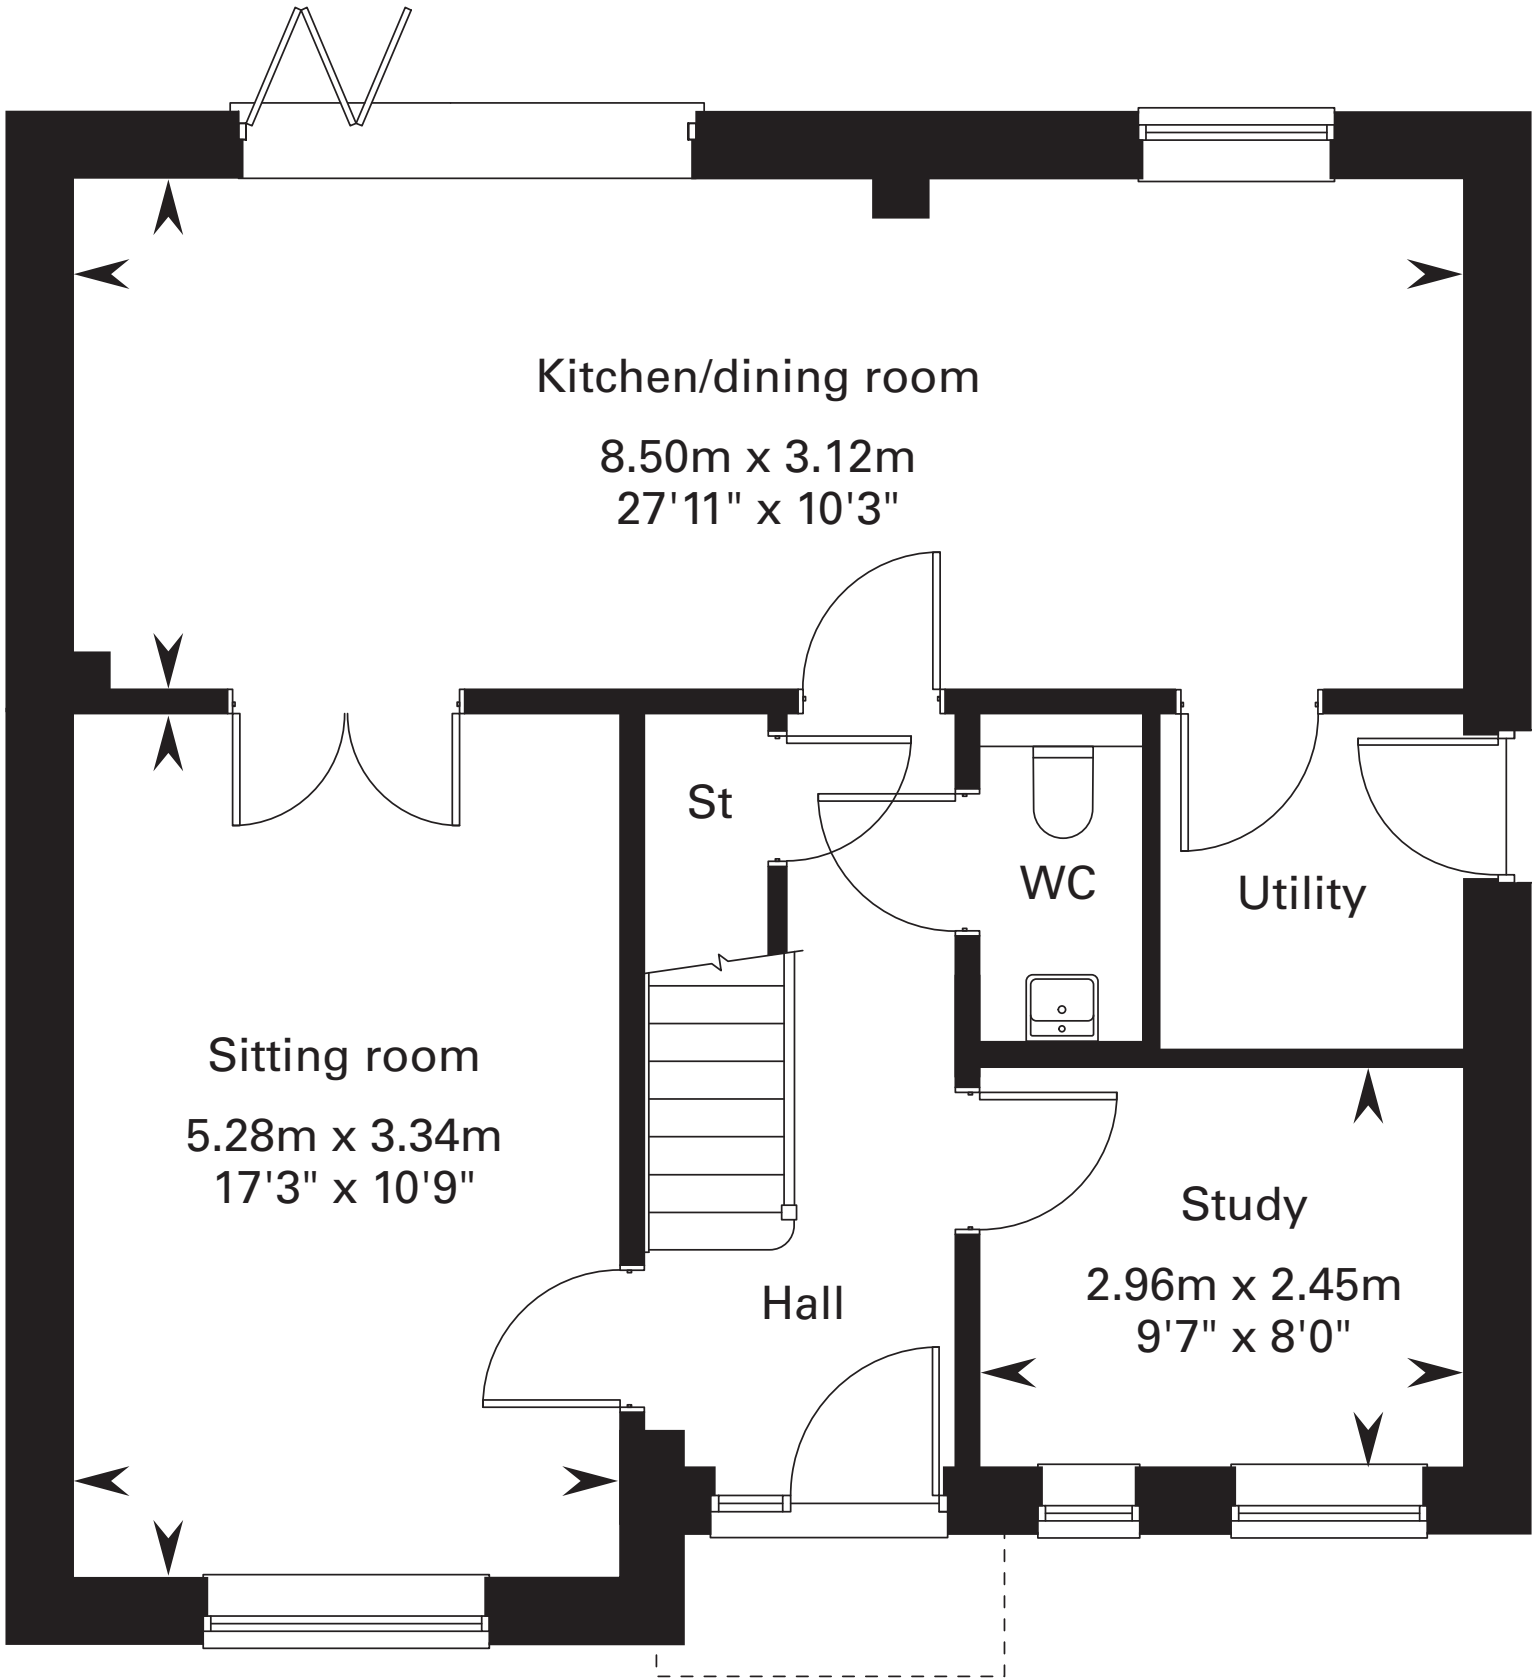 Kitchen/dining room
8.50m x 3.12m
27'11" x 10'3"
St
WC
Utility
Sitting room
5.28m x 3.34m
17'3" x 10'9"
Study
2.96m x 2.45m
9'7" x 8'0"
Hall